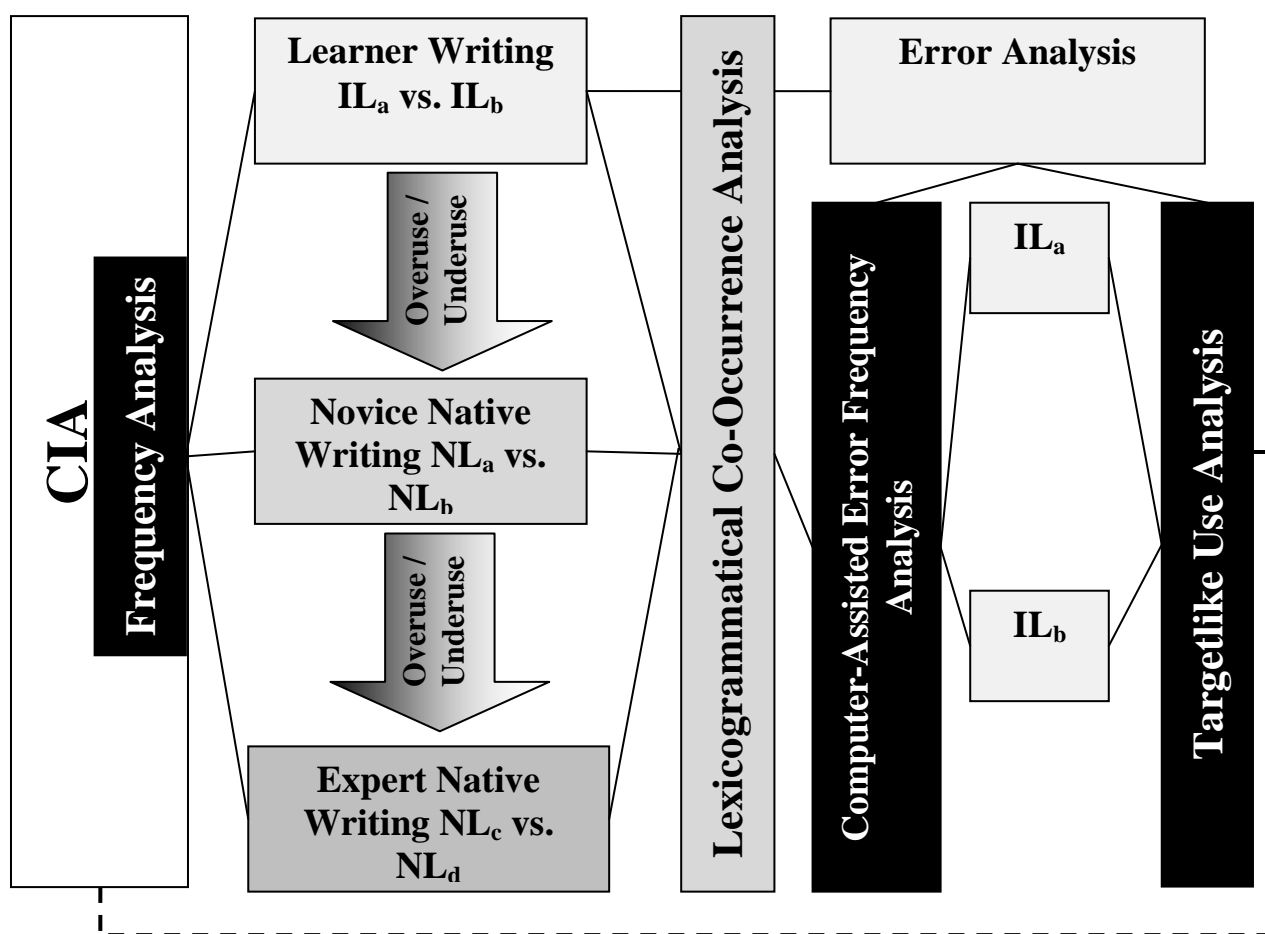 CIA
Frequency Analysis
Learner Writing
ILa vs. ILb
Overuse /
Underuse
Novice Native
Writing NLa vs.
NLb
Overuse /
Underuse
Expert Native
Writing NLc vs.
NLd
Lexicogrammatical Co-Occurrence Analysis
Error Analysis
Computer-Assisted Error Frequency
Analysis
ILa
ILb
Targetlike Use Analysis